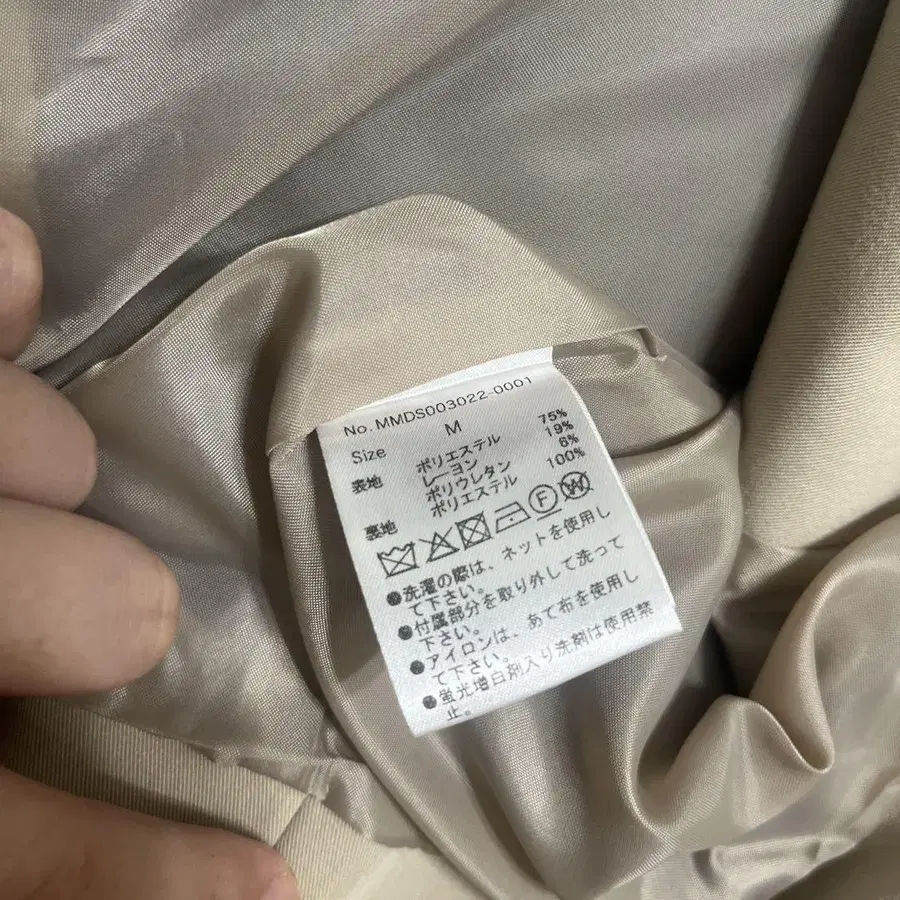 No.MMDS003022-0001
Size M
表地 ポリエステル 75%
レーヨン 19%
ポリウレタン 6%
裏地 ポリエステル 100%
F W
●洗濯の際は、ネットを使用し
て下さい。
●付属部分を取り外して洗って
下さい。
●アイロンは、あて布を使用し
て下さい。
●蛍光増白剤入り洗剤は使用禁
止。